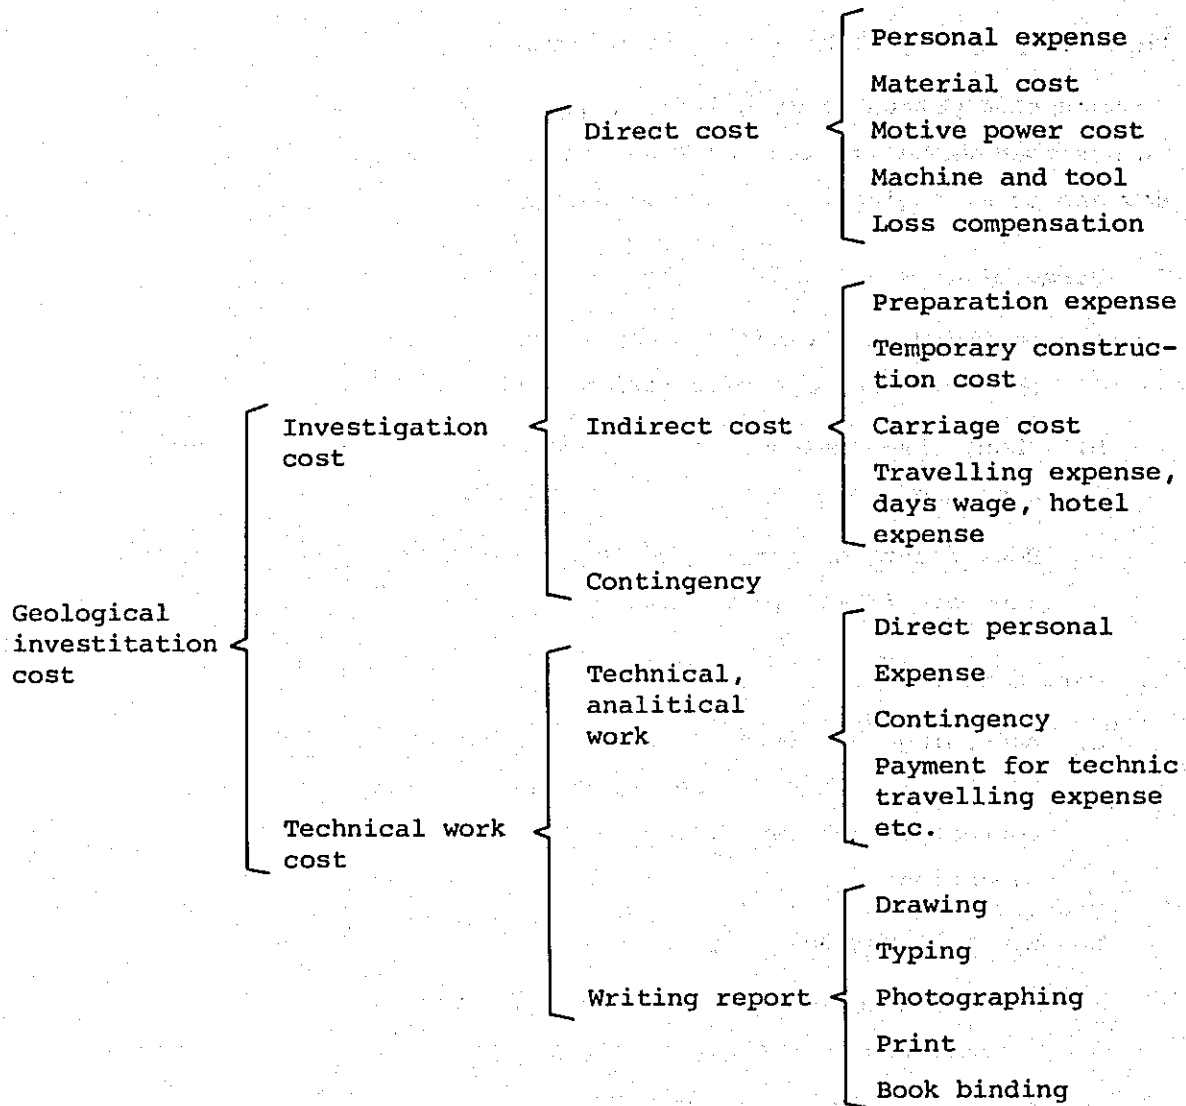 Geological
investitation
cost
Investigation
cost
Direct cost
Personal expense
Material cost
Motive power cost
Machine and tool
Loss compensation
Indirect cost
Preparation expense
Temporary construc-
tion cost
Carriage cost
Travelling expense,
days wage, hotel
expense
Contingency
Technical work
cost
Technical,
analitical
work
Direct personal
Expense
Contingency
Payment for technic
travelling expense
etc.
Writing report
Drawing
Typing
Photographing
Print
Book binding